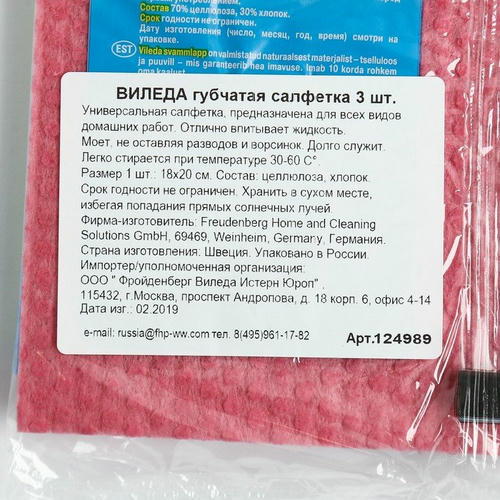 Состав 70% целлюлоза, 30% хлопок.
Срок годности не ограничен.
Дату изготовления (число, месяц, год, время) смотри на
упаковке.
EST Vileda svammlapp on valmistatud naturaalsest materjalist – tselluloos
ja puuvill – mis garanteerib hea imavuse. Imab 10 korda rohkem
oma kaalust
ВИЛЕДА губчатая салфетка 3 шт.
Универсальная салфетка, предназначена для всех видов
домашних работ. Отлично впитывает жидкость.
Моет, не оставляя разводов и ворсинок. Долго служит.
Легко стирается при температуре 30-60 С°.
Размер 1 шт.: 18х20 см. Состав: целлюлоза, хлопок.
Срок годности не ограничен. Хранить в сухом месте,
избегая попадания прямых солнечных лучей.
Фирма-изготовитель: Freudenberg Home and Cleaning
Solutions GmbH, 69469, Weinheim, Germany, Германия.
Страна изготовления: Швеция. Упаковано в России.
Импортер/уполномоченная организация:
ООО " Фройденберг Виледа Истерн Юроп" ,
115432, г.Москва, проспект Андропова, д. 18 корп. 6, офис 4-14
Дата изг.: 02.2019
e-mail: russia@fhp-ww.com тел. 8(495)961-17-82
Арт.124989